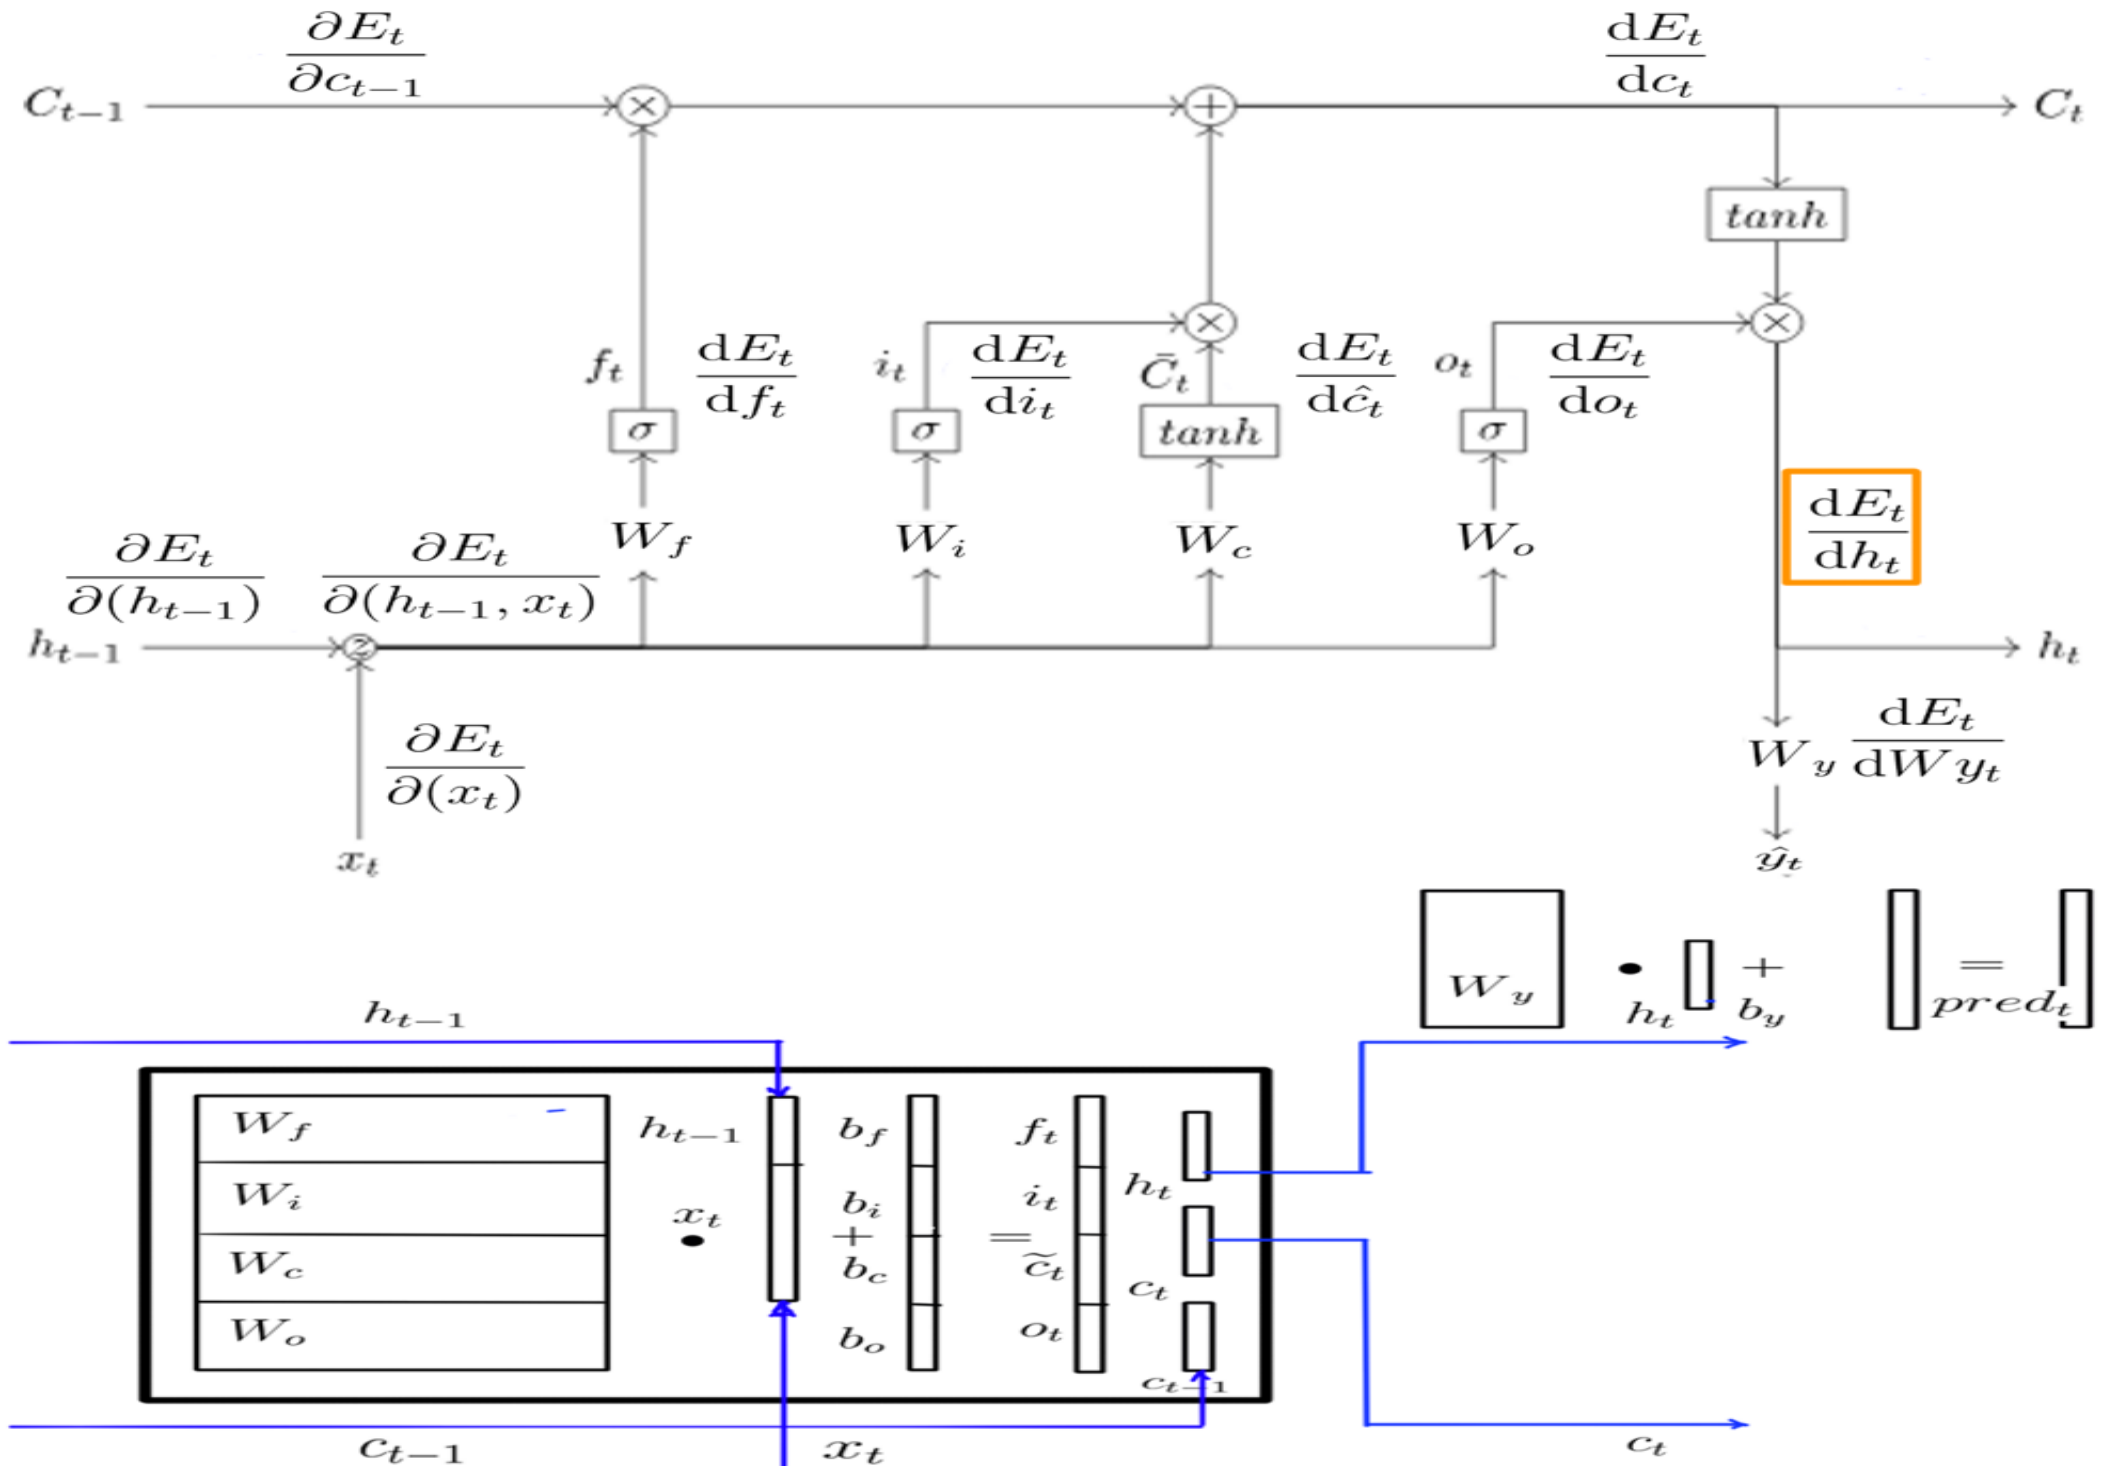 ∂E_t/∂c_{t−1}
dE_t/dc_t
C_{t−1} × + C_t
tanh
×
×
f_t dE_t/df_t i_t dE_t/di_t C̄_t dE_t/dĉ_t o_t dE_t/do_t
σ σ tanh σ
W_f W_i W_c W_o dE_t/dh_t
∂E_t/∂(h_{t−1}) ∂E_t/∂(h_{t−1}, x_t)
h_{t−1} z h_t
∂E_t/∂(x_t)
W_y dE_t/dWy_t
x_t ŷ_t
W_y • h_t + b_y = pred_t
h_{t−1}
W_f h_{t−1} b_f f_t
h_t
W_i x_t b_i i_t
• + =
W_c b_c c̃_t
c_t
W_o b_o o_t
c_{t−1}
c_{t−1} x_t c_t